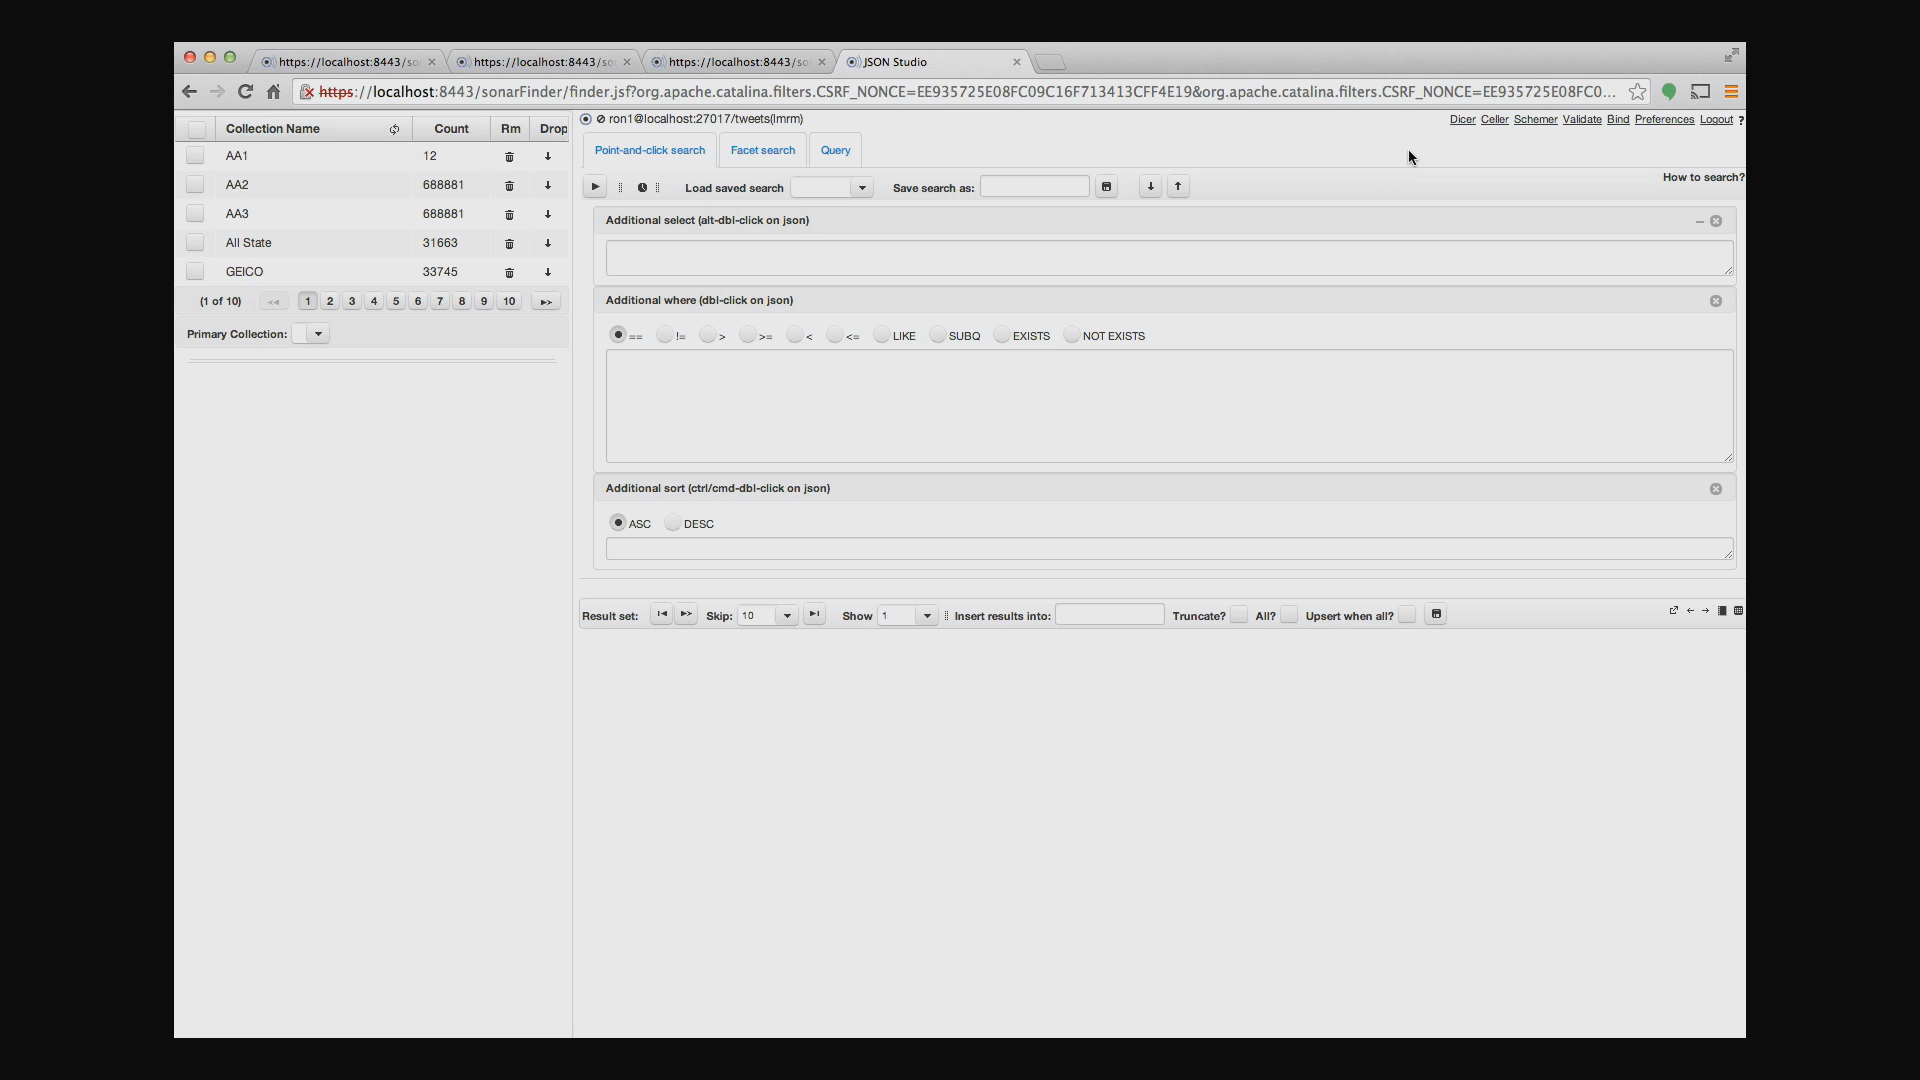 https://localhost:8443/so
https://localhost:8443/so
https://localhost:8443/so
JSON Studio
https://localhost:8443/sonarFinder/finder.jsf?org.apache.catalina.filters.CSRF_NONCE=EE935725E08FC09C16F713413CFF4E19&org.apache.catalina.filters.CSRF_NONCE=EE935725E08FC0...
Collection Name Count Rm Drop
AA1 12
AA2 688881
AA3 688881
All State 31663
GEICO 33745
(1 of 10) 1 2 3 4 5 6 7 8 9 10
Primary Collection:
ron1@localhost:27017/tweets(lmrm)
Dicer Celler Schemer Validate Bind Preferences Logout ?
Point-and-click search Facet search Query
How to search?
Load saved search Save search as:
Additional select (alt-dbl-click on json)
Additional where (dbl-click on json)
== != > >= < <= LIKE SUBQ EXISTS NOT EXISTS
Additional sort (ctrl/cmd-dbl-click on json)
ASC DESC
Result set: Skip: 10 Show 1 Insert results into: Truncate? All? Upsert when all?